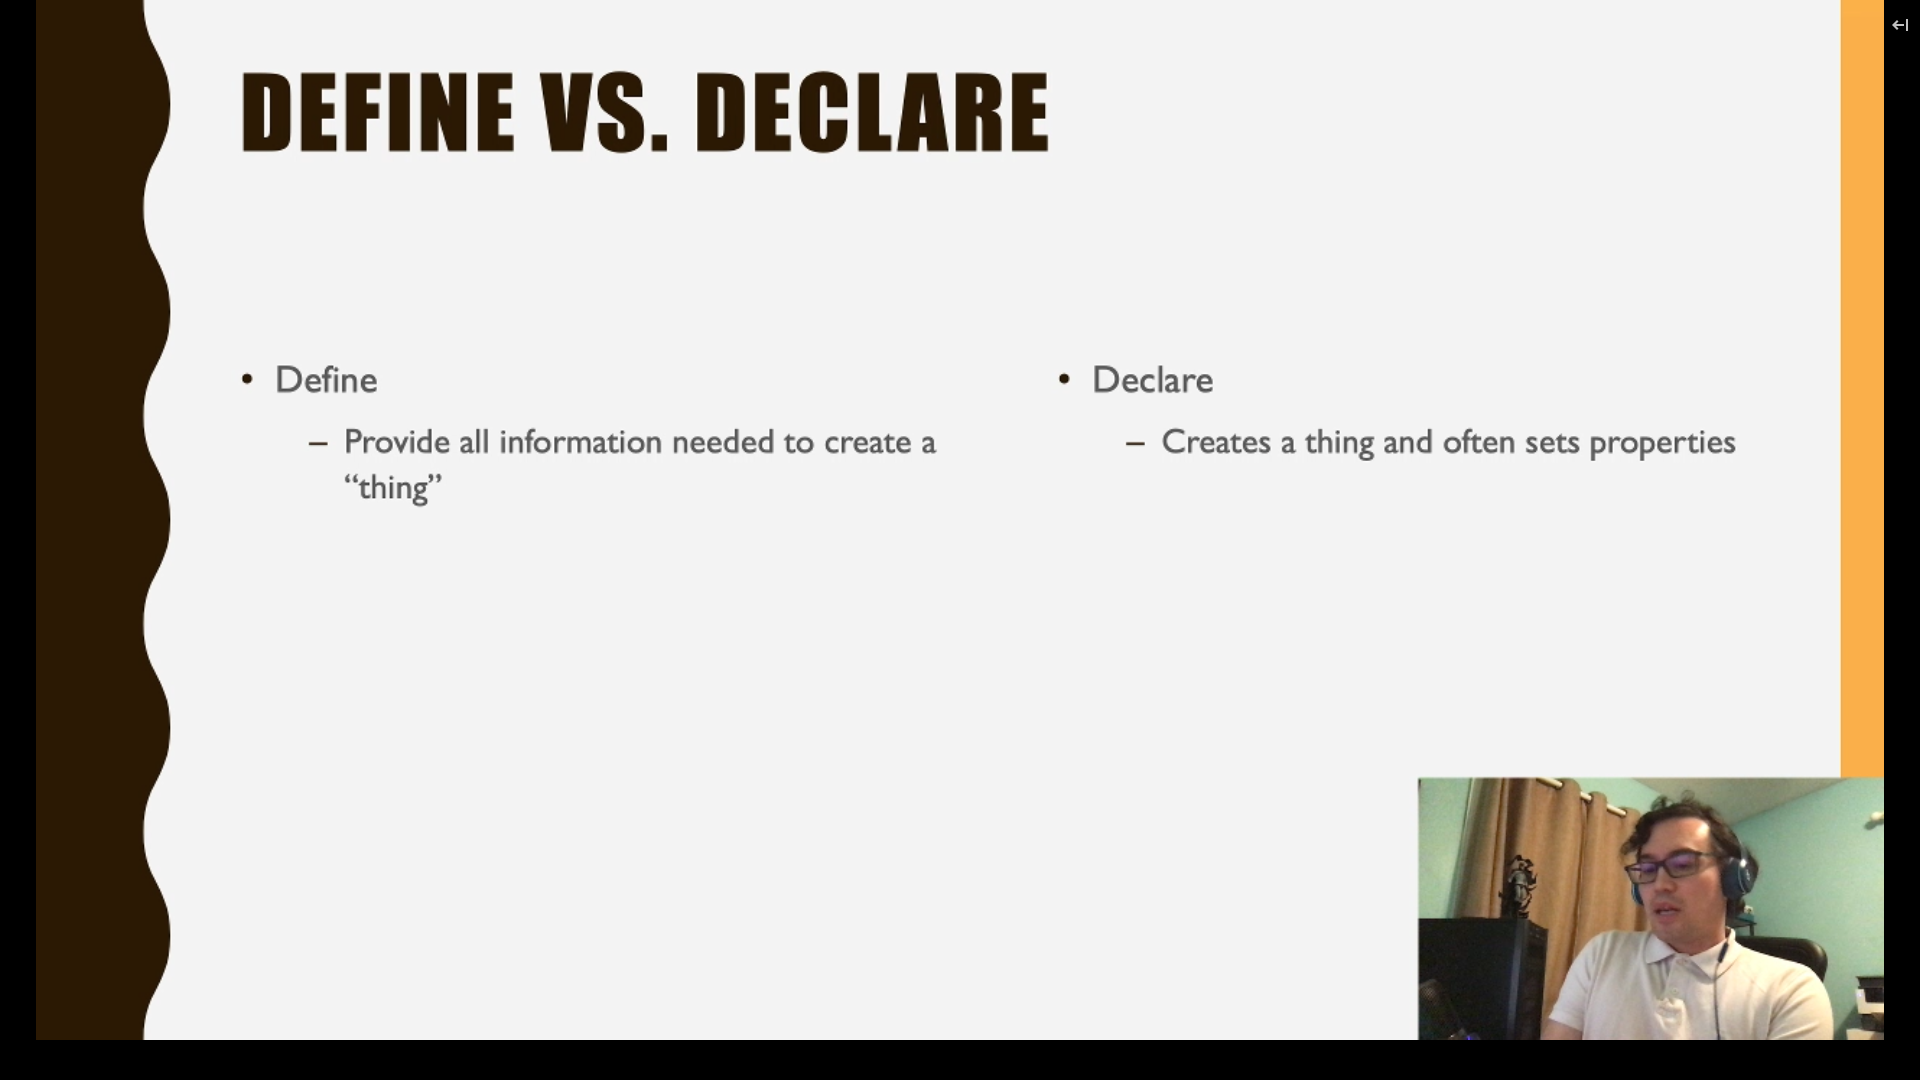 DEFINE VS. DECLARE
• Define
– Provide all information needed to create a
“thing”
• Declare
– Creates a thing and often sets properties